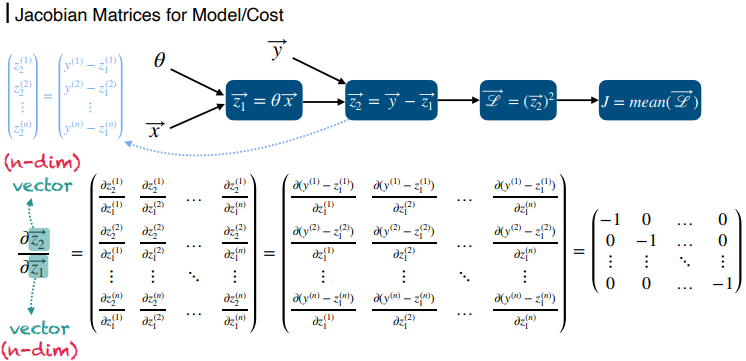 Jacobian Matrices for Model/Cost
θ
y⃗
x⃗
z₁⃗ = θx⃗
z₂⃗ = y⃗ − z₁⃗
ℒ⃗ = (z₂⃗)²
J = mean(ℒ⃗)
(z₂⁽¹⁾ z₂⁽²⁾ ⋮ z₂⁽ⁿ⁾) = (y⁽¹⁾ − z₁⁽¹⁾ y⁽²⁾ − z₁⁽²⁾ ⋮ y⁽ⁿ⁾ − z₁⁽ⁿ⁾)
(n-dim)
vector
∂z₂⃗ / ∂z₁⃗ =
∂z₂⁽¹⁾/∂z₁⁽¹⁾ ∂z₂⁽¹⁾/∂z₁⁽²⁾ … ∂z₂⁽¹⁾/∂z₁⁽ⁿ⁾
∂z₂⁽²⁾/∂z₁⁽¹⁾ ∂z₂⁽²⁾/∂z₁⁽²⁾ … ∂z₂⁽²⁾/∂z₁⁽ⁿ⁾
⋮ ⋮ ⋱ ⋮
∂z₂⁽ⁿ⁾/∂z₁⁽¹⁾ ∂z₂⁽ⁿ⁾/∂z₁⁽²⁾ … ∂z₂⁽ⁿ⁾/∂z₁⁽ⁿ⁾
=
∂(y⁽¹⁾ − z₁⁽¹⁾)/∂z₁⁽¹⁾ ∂(y⁽¹⁾ − z₁⁽¹⁾)/∂z₁⁽²⁾ … ∂(y⁽¹⁾ − z₁⁽¹⁾)/∂z₁⁽ⁿ⁾
∂(y⁽²⁾ − z₁⁽²⁾)/∂z₁⁽¹⁾ ∂(y⁽²⁾ − z₁⁽²⁾)/∂z₁⁽²⁾ … ∂(y⁽²⁾ − z₁⁽²⁾)/∂z₁⁽ⁿ⁾
⋮ ⋮ ⋱ ⋮
∂(y⁽ⁿ⁾ − z₁⁽ⁿ⁾)/∂z₁⁽¹⁾ ∂(y⁽ⁿ⁾ − z₁⁽ⁿ⁾)/∂z₁⁽²⁾ … ∂(y⁽ⁿ⁾ − z₁⁽ⁿ⁾)/∂z₁⁽ⁿ⁾
=
−1 0 … 0
0 −1 … 0
⋮ ⋮ ⋱ ⋮
0 0 … −1
vector
(n-dim)